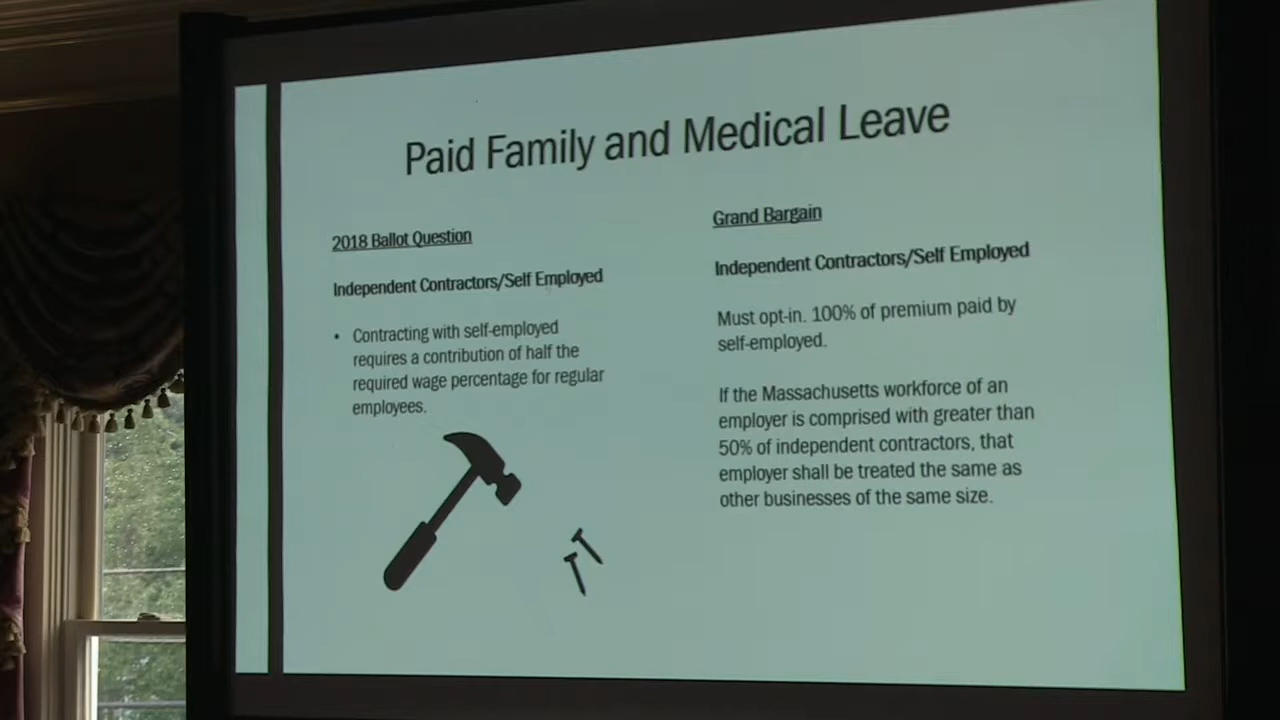 Paid Family and Medical Leave
2018 Ballot Question
Independent Contractors/Self Employed
• Contracting with self-employed
requires a contribution of half the
required wage percentage for regular
employees.
Grand Bargain
Independent Contractors/Self Employed
Must opt-in. 100% of premium paid by
self-employed.
If the Massachusetts workforce of an
employer is comprised with greater than
50% of independent contractors, that
employer shall be treated the same as
other businesses of the same size.